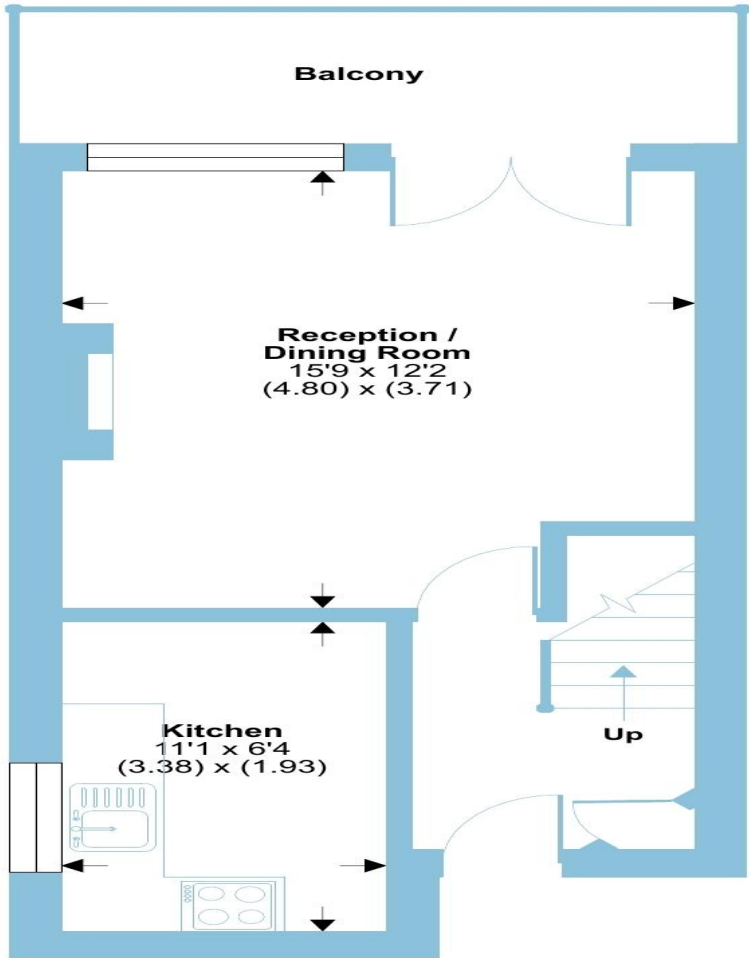 Balcony
Reception /
Dining Room
15'9 x 12'2
(4.80) x (3.71)
Kitchen
11'1 x 6'4
(3.38) x (1.93)
Up